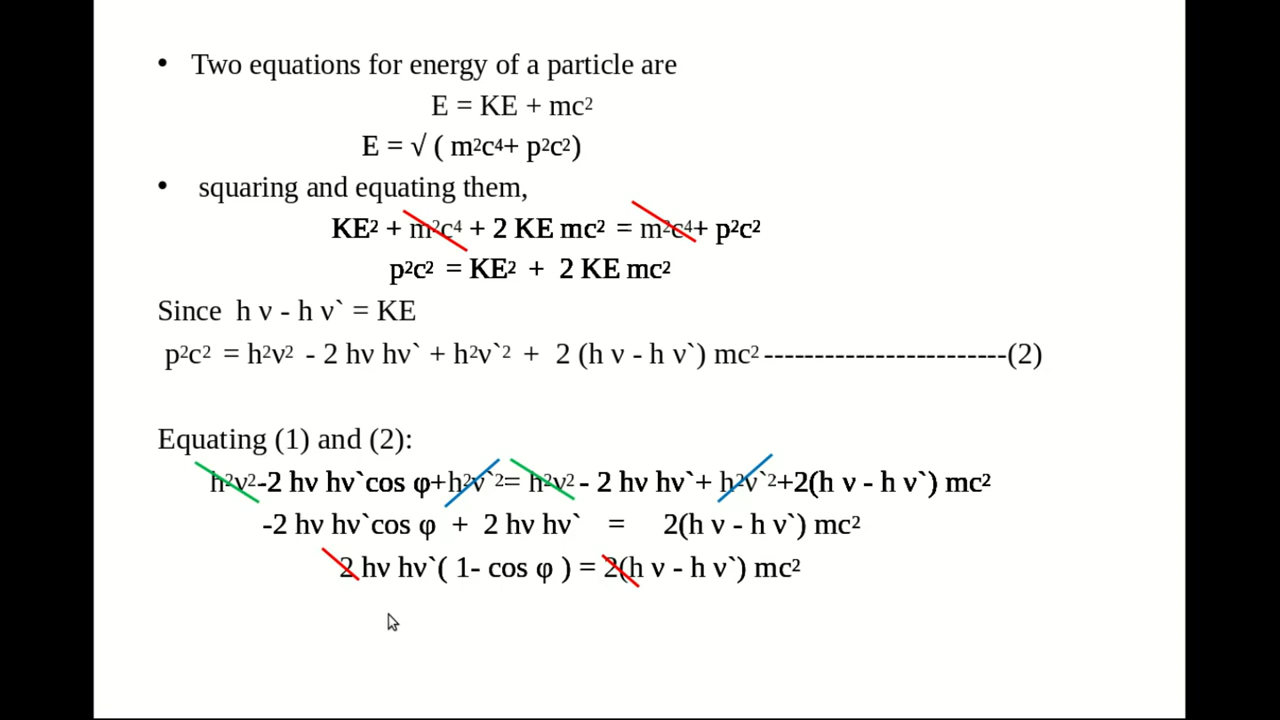 • Two equations for energy of a particle are
E = KE + mc²
E = √ ( m²c⁴+ p²c²)
• squaring and equating them,
KE² + m²c⁴ + 2 KE mc² = m²c⁴+ p²c²
p²c² = KE² + 2 KE mc²
Since h ν - h ν` = KE
p²c² = h²ν² - 2 hν hν` + h²ν`² + 2 (h ν - h ν`) mc² ------------------------(2)
Equating (1) and (2):
h²ν²-2 hν hν`cos φ+h²ν`²= h²ν² - 2 hν hν`+ h²ν`²+2(h ν - h ν`) mc²
-2 hν hν`cos φ + 2 hν hν` = 2(h ν - h ν`) mc²
2 hν hν`( 1- cos φ ) = 2(h ν - h ν`) mc²